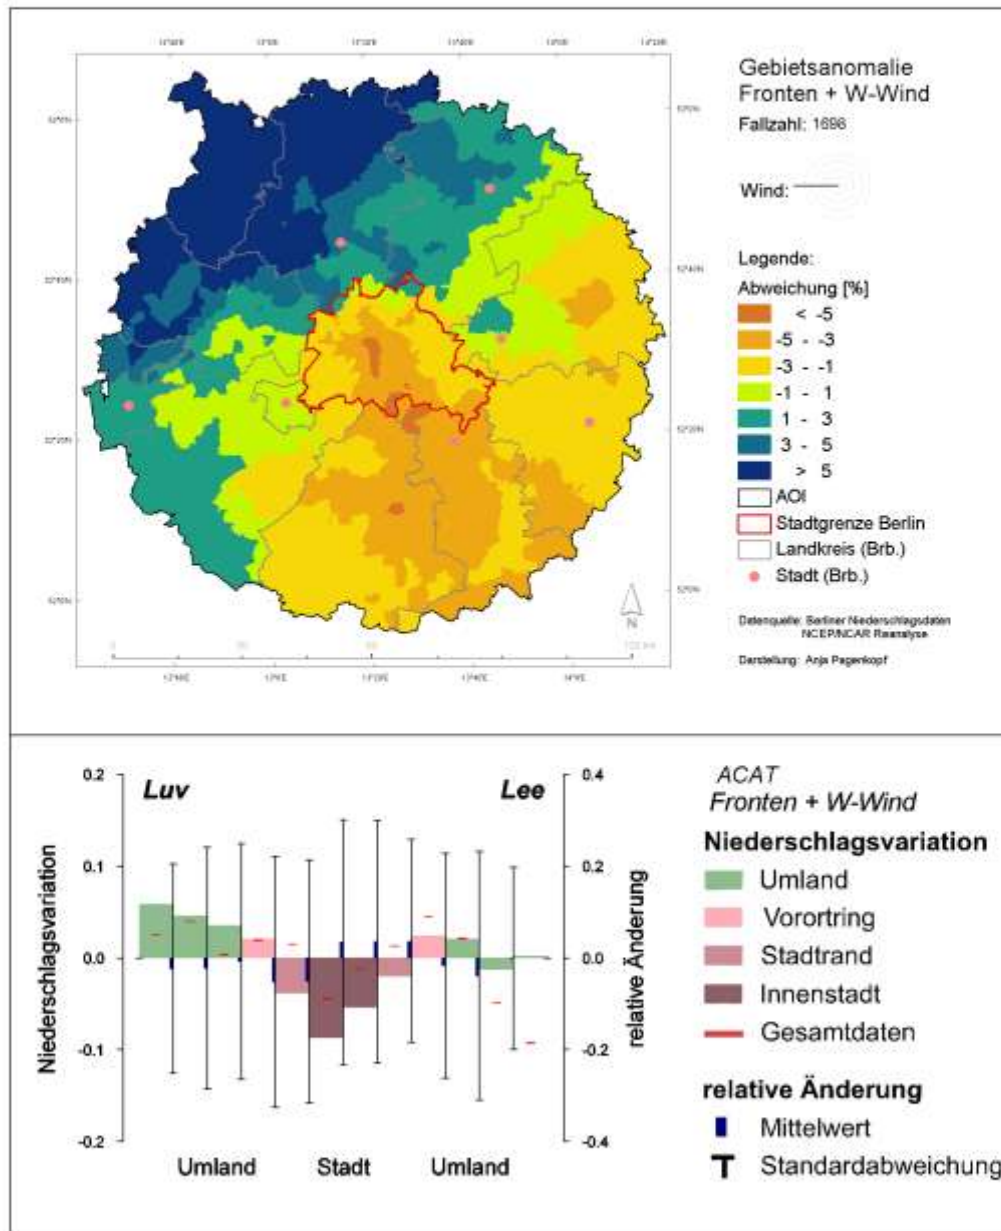 Gebietsanomalie
Fronten + W-Wind
Fallzahl: 1698
Wind:
Legende:
Abweichung [%]
< -5
-5 - -3
-3 - -1
-1 - 1
1 - 3
3 - 5
> 5
AOI
Stadtgrenze Berlin
Landkreis (Brb.)
Stadt (Brb.)
N
Datenquelle: Berliner Niederschlagsdaten
NCEP/NCAR Reanalyse
Darstellung: Anja Pagenkopf
0.2
0.1
0.0
-0.1
-0.2
Niederschlagsvariation
Luv
Lee
0.4
0.2
0.0
-0.2
-0.4
relative Änderung
Umland
Stadt
Umland
ACAT
Fronten + W-Wind
Niederschlagsvariation
Umland
Vorortring
Stadtrand
Innenstadt
Gesamtdaten
relative Änderung
Mittelwert
Standardabweichung